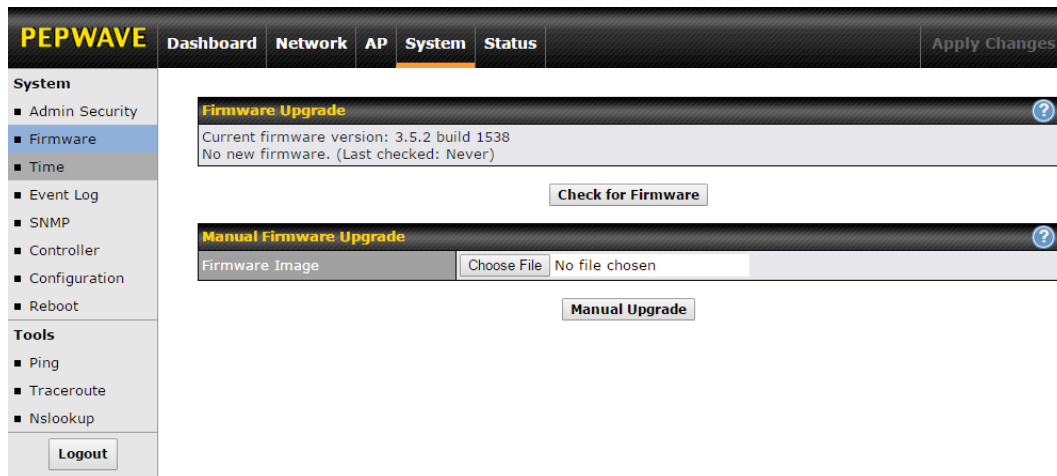 PEPWAVE
Dashboard Network AP System Status Apply Changes
System
Admin Security
Firmware
Time
Event Log
SNMP
Controller
Configuration
Reboot
Tools
Ping
Traceroute
Nslookup
Logout
Firmware Upgrade ?
Current firmware version: 3.5.2 build 1538
No new firmware. (Last checked: Never)
Check for Firmware
Manual Firmware Upgrade ?
Firmware Image Choose File No file chosen
Manual Upgrade